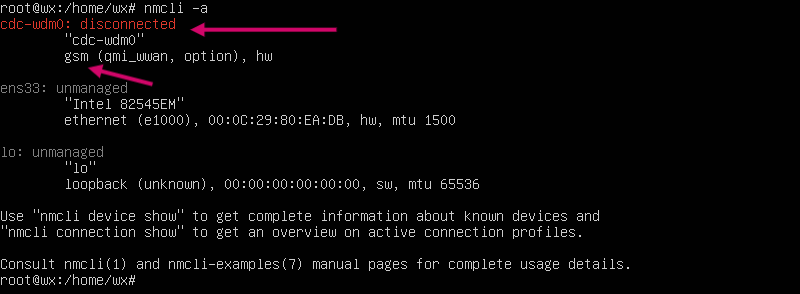 root@wx:/home/wx# nmcli -a
cdc-wdm0: disconnected
"cdc-wdm0"
gsm (qmi_wwan, option), hw
ens33: unmanaged
"Intel 82545EM"
ethernet (e1000), 00:0C:29:80:EA:DB, hw, mtu 1500
lo: unmanaged
"lo"
loopback (unknown), 00:00:00:00:00:00, sw, mtu 65536
Use "nmcli device show" to get complete information about known devices and
"nmcli connection show" to get an overview on active connection profiles.
Consult nmcli(1) and nmcli-examples(7) manual pages for complete usage details.
root@wx:/home/wx#